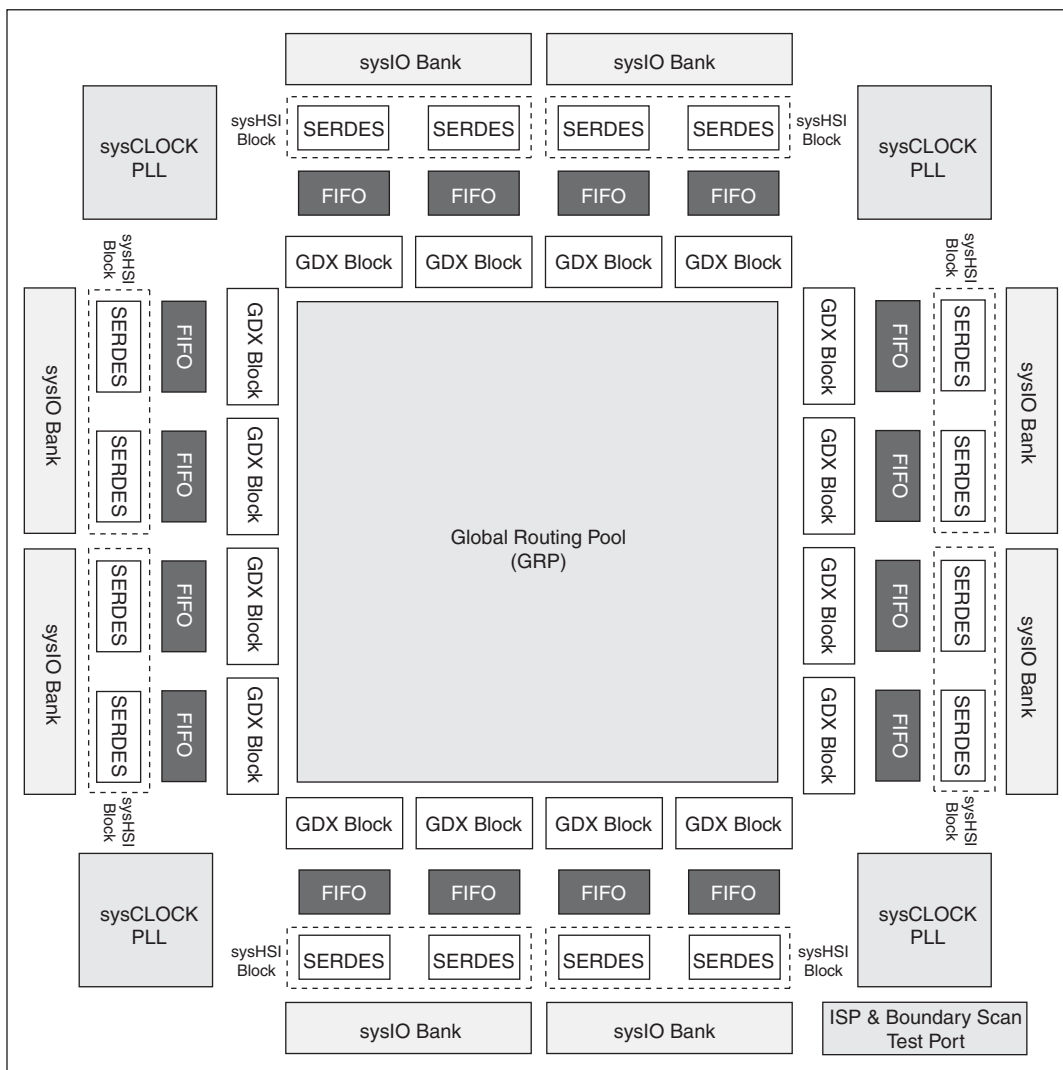 sysIO Bank
sysIO Bank
sysCLOCK
PLL
sysHSI
Block
SERDES
SERDES
SERDES
SERDES
sysHSI
Block
sysCLOCK
PLL
FIFO
FIFO
FIFO
FIFO
GDX Block
GDX Block
GDX Block
GDX Block
sysHSI
Block
sysIO Bank
SERDES
FIFO
GDX Block
SERDES
FIFO
GDX Block
sysIO Bank
SERDES
FIFO
GDX Block
SERDES
FIFO
GDX Block
sysHSI
Block
Global Routing Pool
(GRP)
sysHSI
Block
GDX Block
FIFO
SERDES
sysIO Bank
GDX Block
FIFO
SERDES
GDX Block
FIFO
SERDES
sysIO Bank
GDX Block
FIFO
SERDES
sysHSI
Block
GDX Block
GDX Block
GDX Block
GDX Block
sysCLOCK
PLL
FIFO
FIFO
FIFO
FIFO
sysCLOCK
PLL
sysHSI
Block
SERDES
SERDES
SERDES
SERDES
sysHSI
Block
sysIO Bank
sysIO Bank
ISP & Boundary Scan
Test Port